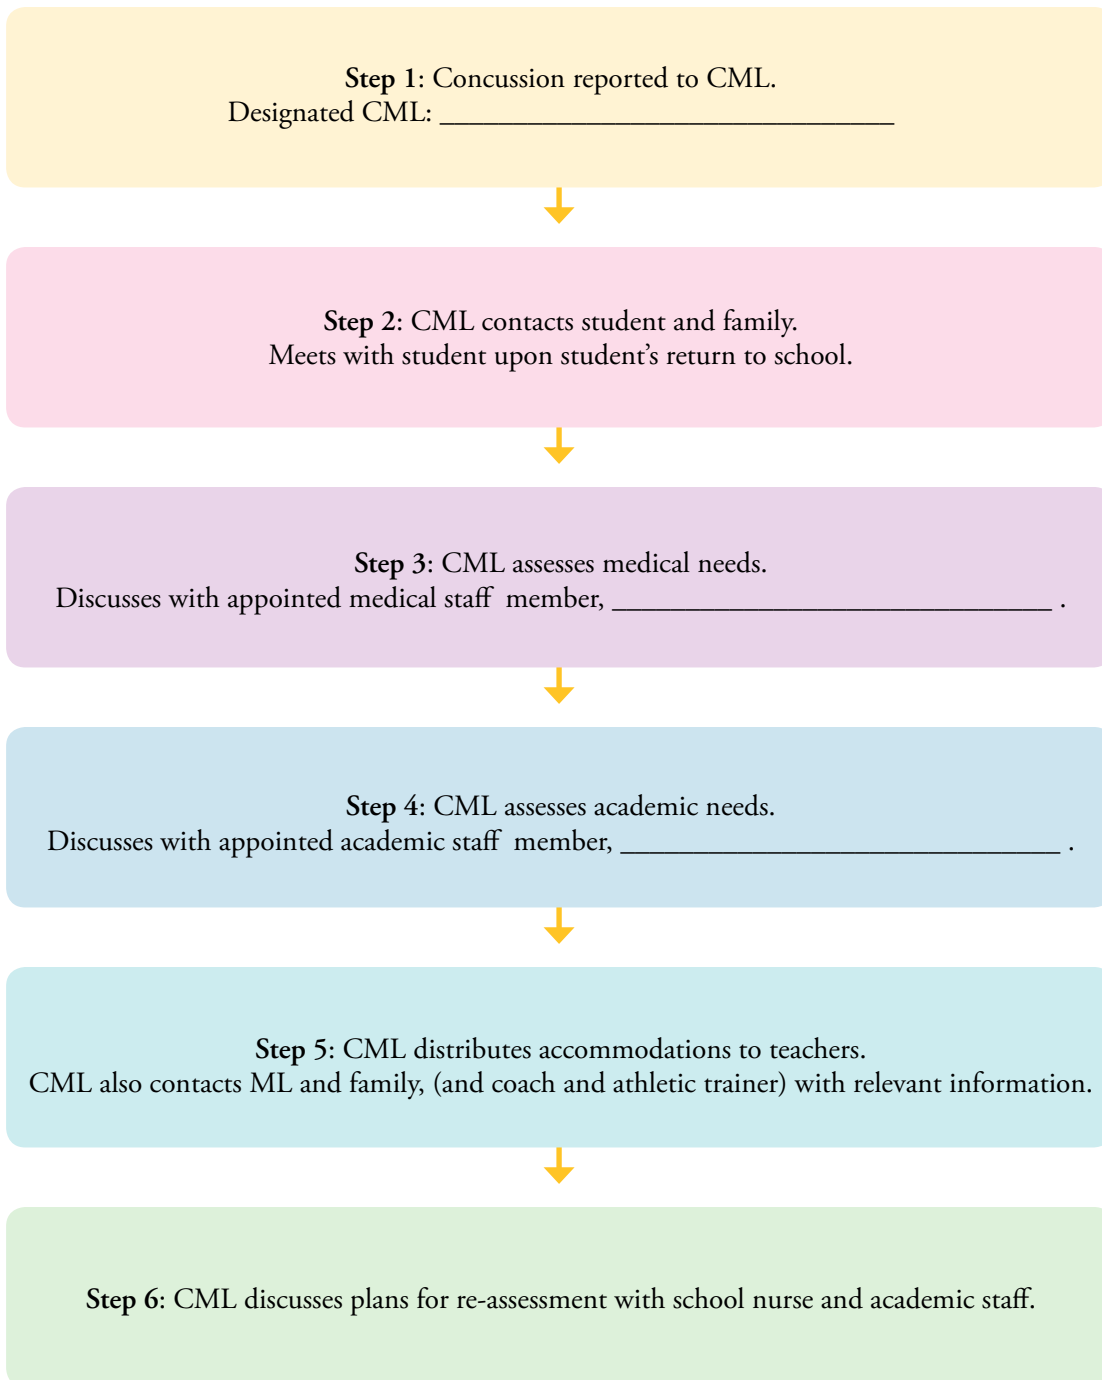 Step 1: Concussion reported to CML.
Designated CML: _______________________________
Step 2: CML contacts student and family.
Meets with student upon student’s return to school.
Step 3: CML assesses medical needs.
Discusses with appointed medical staff member, ______________________________ .
Step 4: CML assesses academic needs.
Discusses with appointed academic staff member, ______________________________ .
Step 5: CML distributes accommodations to teachers.
CML also contacts ML and family, (and coach and athletic trainer) with relevant information.
Step 6: CML discusses plans for re-assessment with school nurse and academic staff.